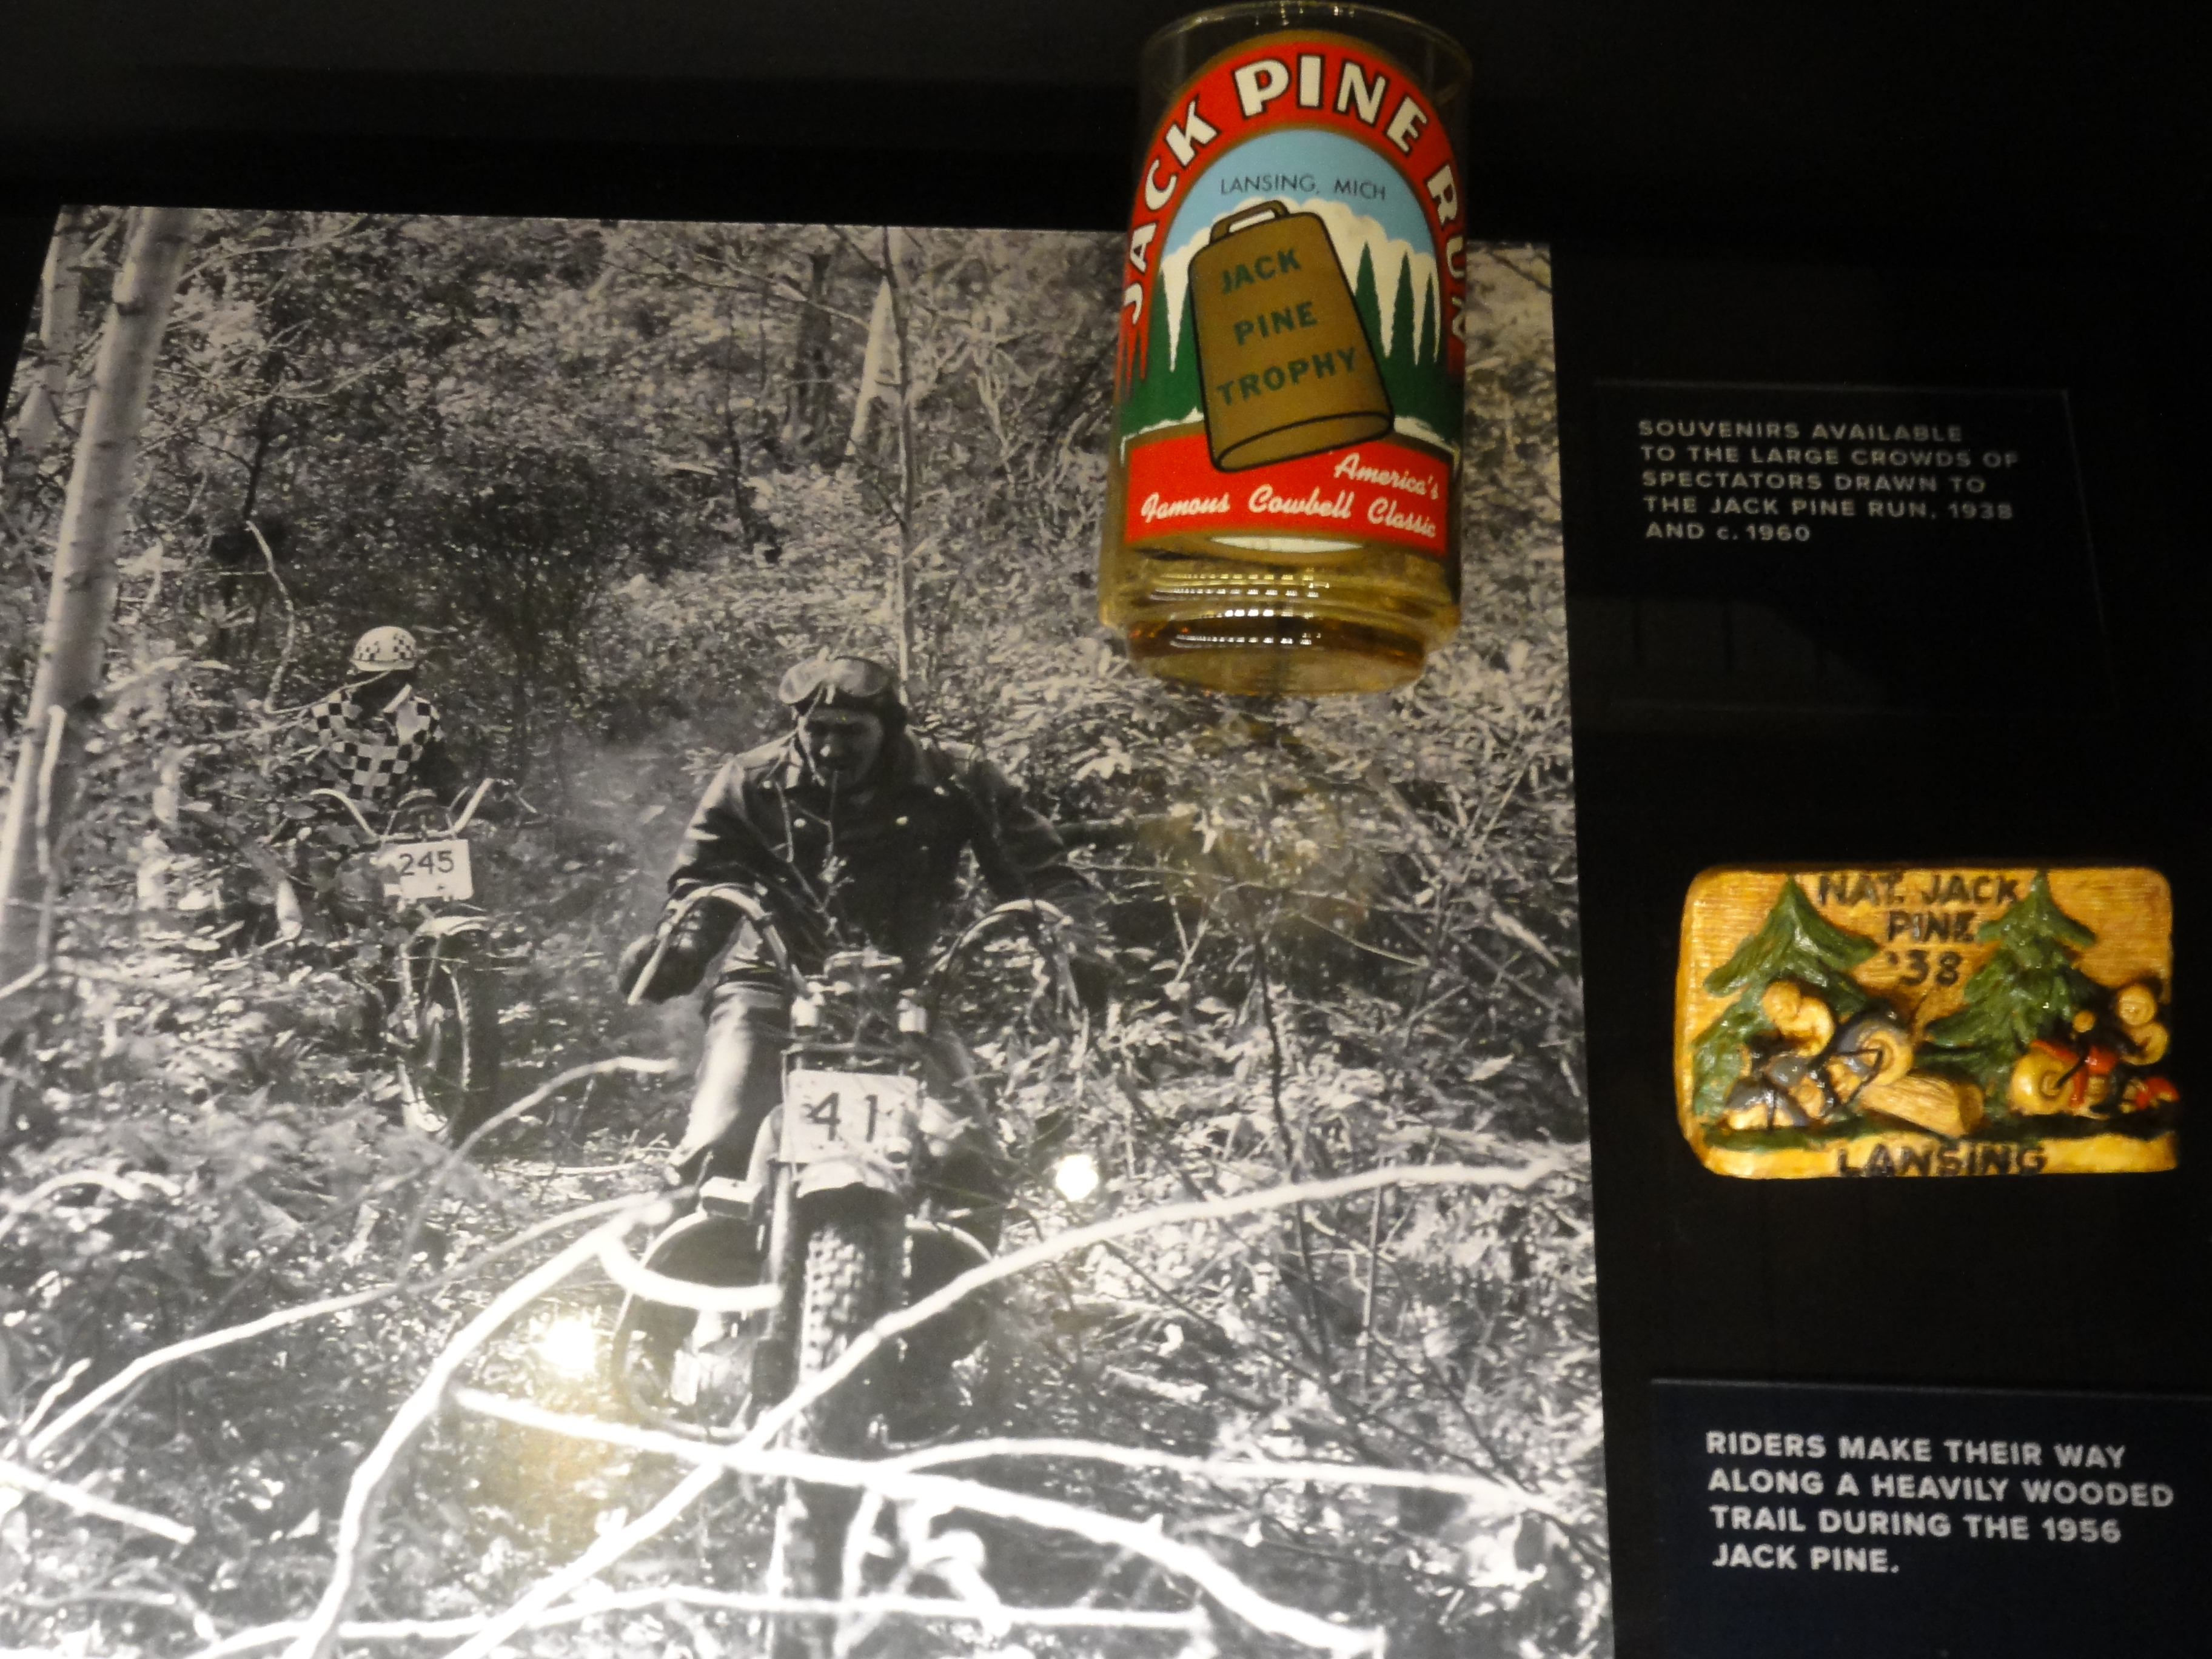 JACK PINE RUN
LANSING, MICH
JACK
PINE
TROPHY
America's
Famous Cowbell Classic
SOUVENIRS AVAILABLE
TO THE LARGE CROWDS OF
SPECTATORS DRAWN TO
THE JACK PINE RUN, 1938
AND c. 1960
245
41
NAT. JACK
PINE
'38
LANSING
RIDERS MAKE THEIR WAY
ALONG A HEAVILY WOODED
TRAIL DURING THE 1956
JACK PINE.